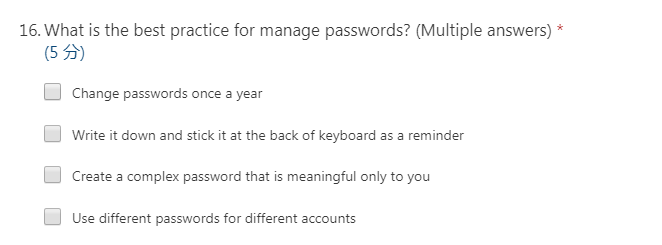 16. What is the best practice for manage passwords? (Multiple answers) *
(5 分)
Change passwords once a year
Write it down and stick it at the back of keyboard as a reminder
Create a complex password that is meaningful only to you
Use different passwords for different accounts